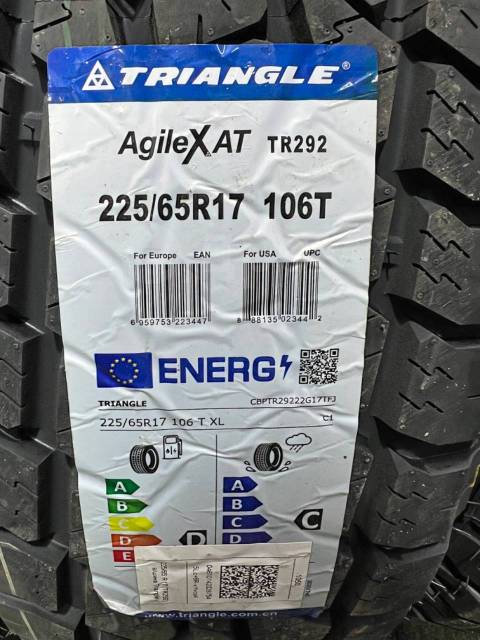 TRIANGLE
AgileX AT TR292
225/65R17 106T
For Europe EAN For USA UPC
6 959753 223447 8 88135 02344 2
ENERG
TRIANGLE CBPTR29222G17TFJ
225/65R17 106 T XL C1
A A
B B
C C C
D D D
E
www.triangle.com.cn